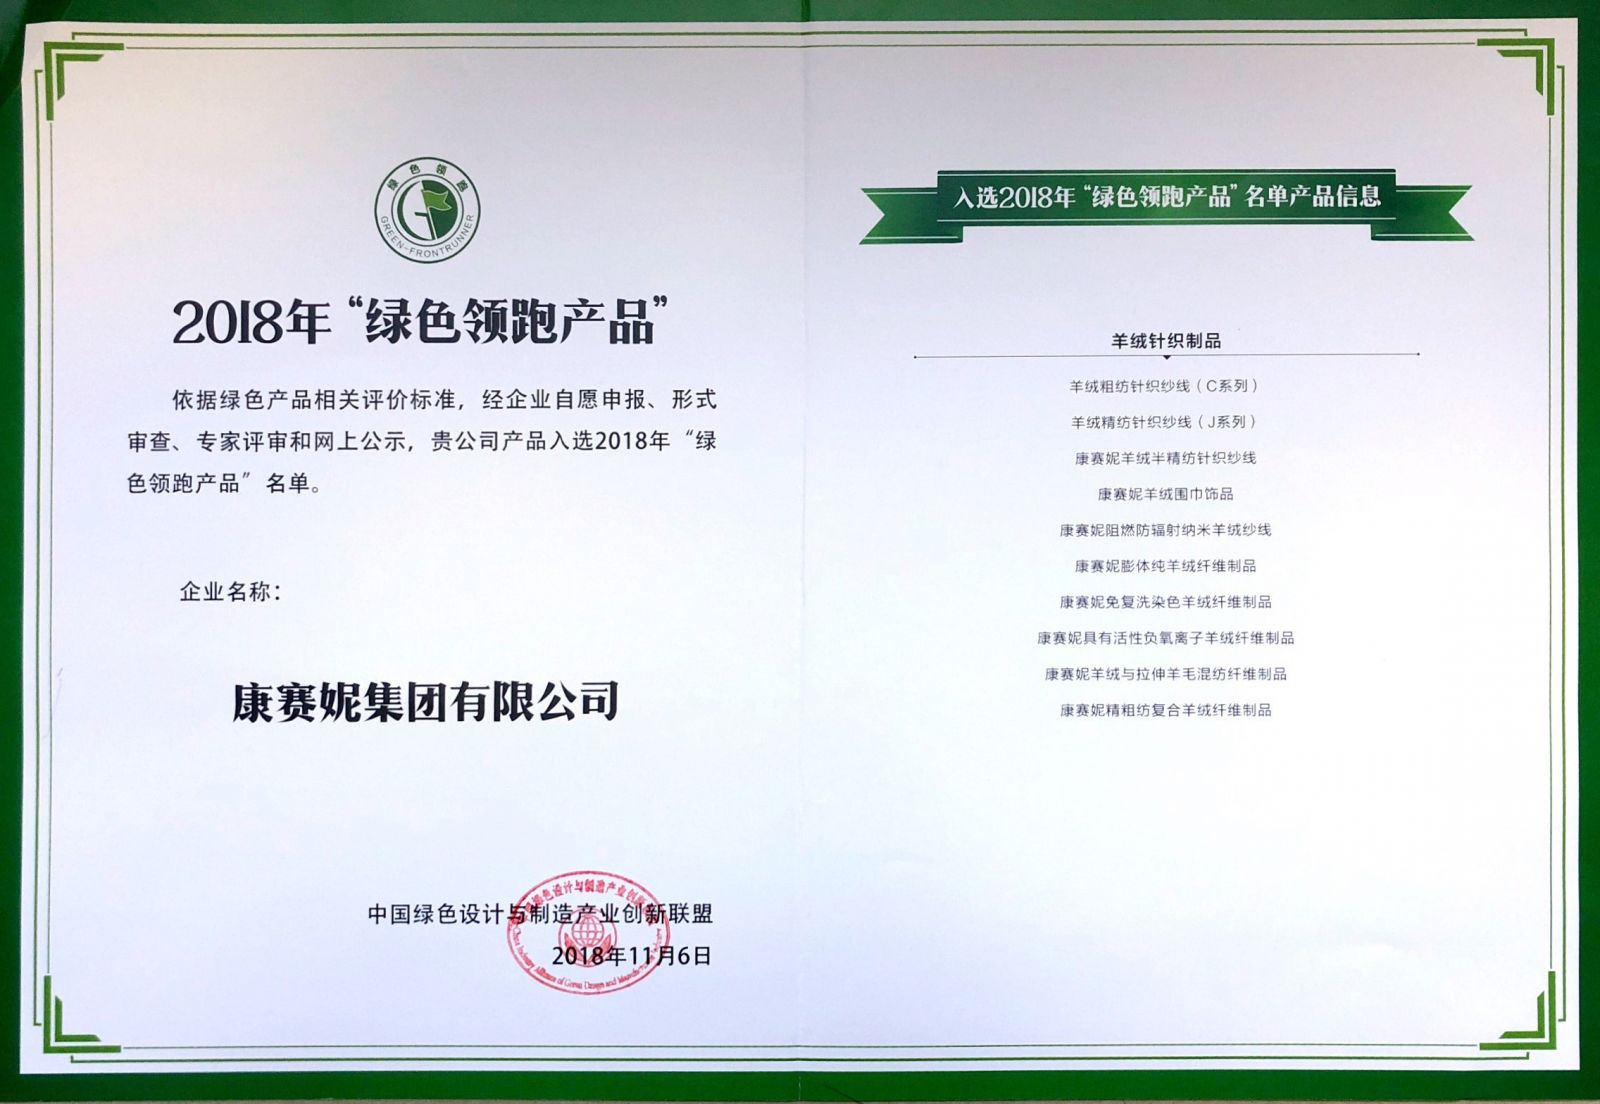 绿色领跑
GREEN-FRONTRUNNER
2018年“绿色领跑产品”
依据绿色产品相关评价标准，经企业自愿申报、形式
审查、专家评审和网上公示，贵公司产品入选2018年“绿
色领跑产品”名单。
企业名称：
康赛妮集团有限公司
中国绿色设计与制造产业创新联盟
2018年11月6日
入选2018年“绿色领跑产品”名单产品信息
羊绒针织制品
羊绒粗纺针织纱线（C系列）
羊绒精纺针织纱线（J系列）
康赛妮羊绒半精纺针织纱线
康赛妮羊绒围巾饰品
康赛妮阻燃防辐射纳米羊绒纱线
康赛妮膨体纯羊绒纤维制品
康赛妮免复洗染色羊绒纤维制品
康赛妮具有活性负氧离子羊绒纤维制品
康赛妮羊绒与拉伸羊毛混纺纤维制品
康赛妮精粗纺复合羊绒纤维制品